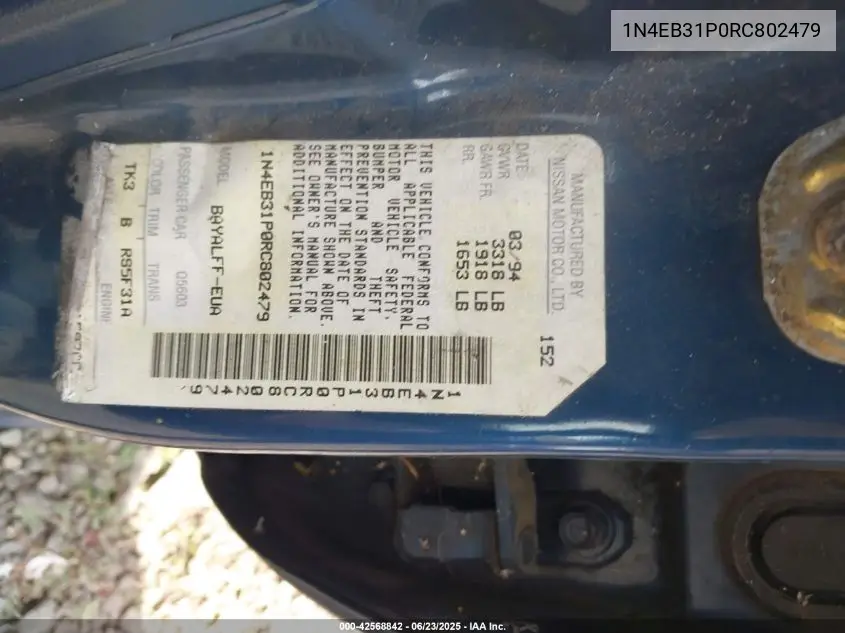 1N4EB31P0RC802479
MANUFACTURED BY
NISSAN MOTOR CO., LTD.
152
DATE 03/94
GVWR 3318 LB
GAWR FR. 1918 LB
RR. 1653 LB
THIS VEHICLE CONFORMS TO
ALL APPLICABLE FEDERAL
MOTOR VEHICLE SAFETY,
BUMPER AND THEFT
PREVENTION STANDARDS IN
EFFECT ON THE DATE OF
MANUFACTURE SHOWN ABOVE.
SEE OWNER'S MANUAL FOR
ADDITIONAL INFORMATION.
1N4EB31P0RC802479
1N4EB31P0RC802479
MODEL BAYALFF-EUA
PASSENGER CAR 05603
COLOR TRIM TRANS ENGINE
TK3 B RS5F31A
000-42568842 / 06/23/2025 - IAA Inc.